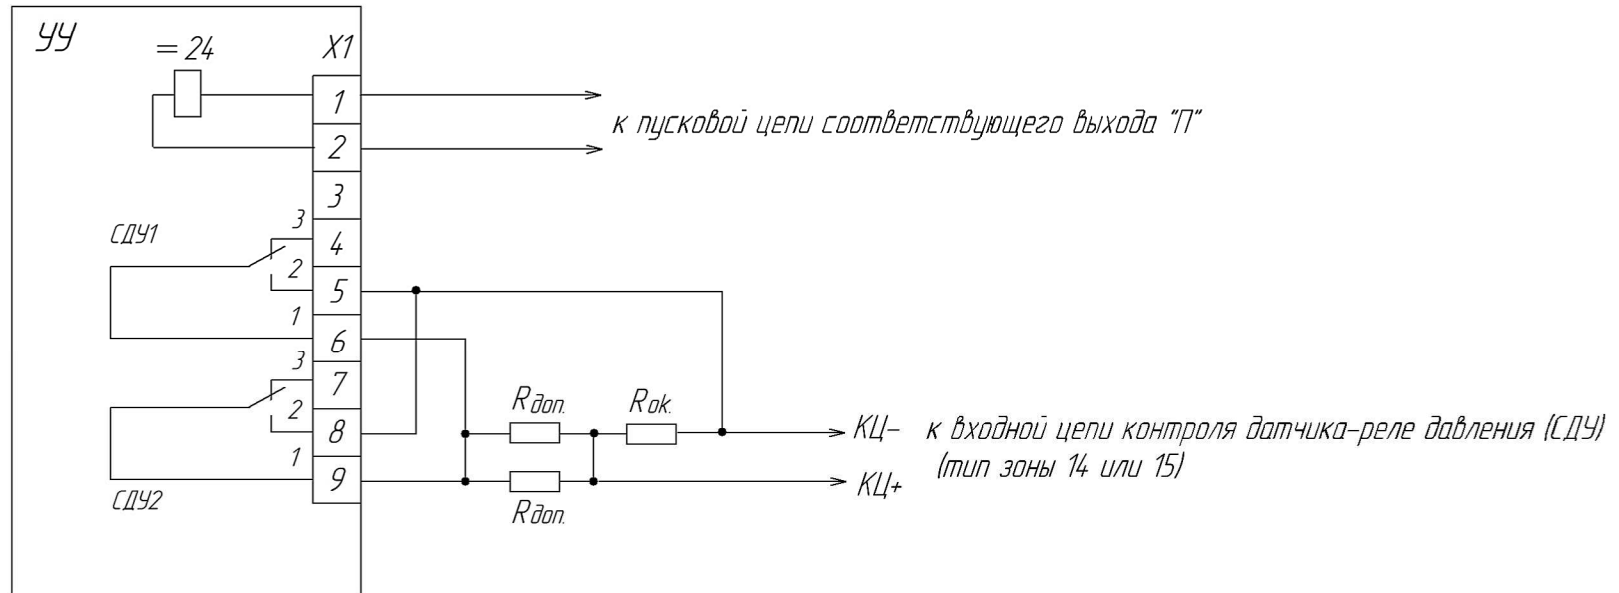 УУ
= 24
X1
1
к пусковой цепи соответствующего выхода "П"
2
3
3
СДУ1
4
2
5
1
6
3
7
2
Rдоп.
Rок.
8
КЦ- к входной цепи контроля датчика-реле давления (СДУ)
(тип зоны 14 или 15)
1
9
КЦ+
СДУ2
Rдоп.